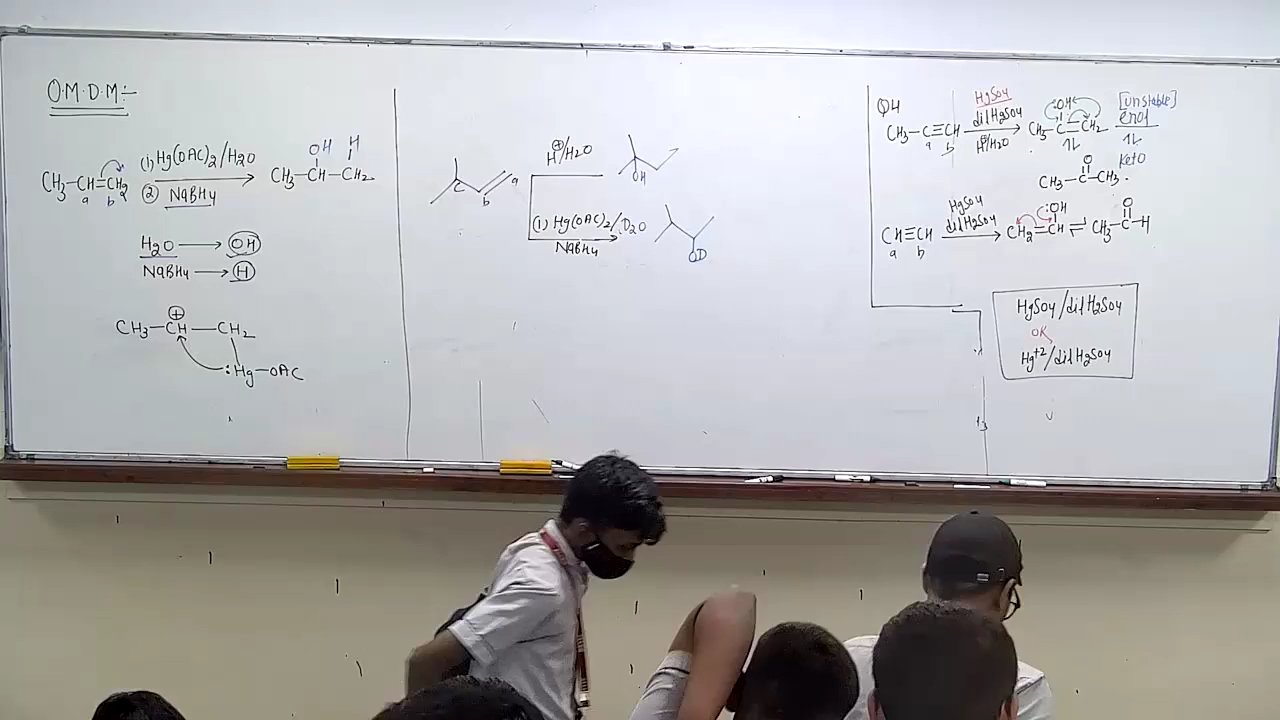 O.M.D.M:-
CH3-CH=CH2 (1) Hg(OAC)2/H2O CH3-CH-CH2
OH H
a b
② NaBH4
H2O → OH
NaBH4 → H
CH3-CH-CH2
⊕
:Hg-OAC
C a b
H⊕/H2O
OH
(1) Hg(OAC)2/D2O
NaBH4
OD
Q4
CH3-C≡CH HgSO4 CH3-C=CH2
a b
dil H2SO4
H⊕/H2O
:OH
[unstable]
enol
⇌
Keto
O
CH3-C-CH3.
CH≡CH HgSO4 CH2=CH ⇌ CH3-C-H
a b
dil H2SO4
:OH
O
HgSO4/dil H2SO4
OR
Hg+2/dil H2SO4